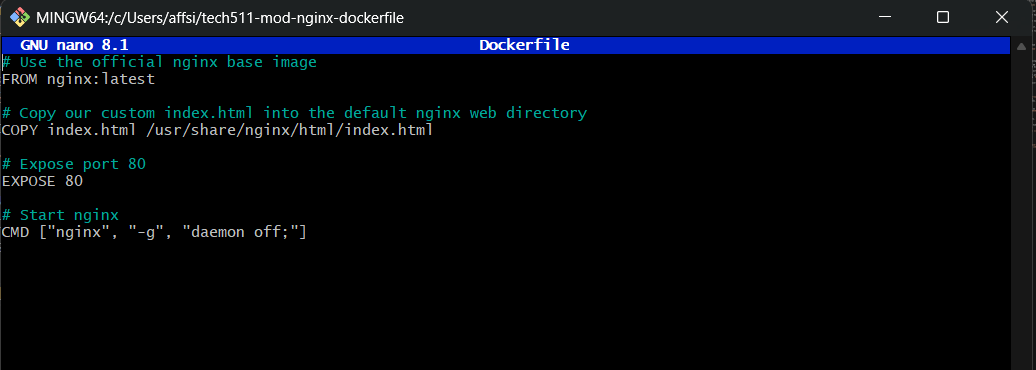 MINGW64:/c/Users/affsi/tech511-mod-nginx-dockerfile
GNU nano 8.1 Dockerfile
# Use the official nginx base image
FROM nginx:latest
# Copy our custom index.html into the default nginx web directory
COPY index.html /usr/share/nginx/html/index.html
# Expose port 80
EXPOSE 80
# Start nginx
CMD ["nginx", "-g", "daemon off;"]